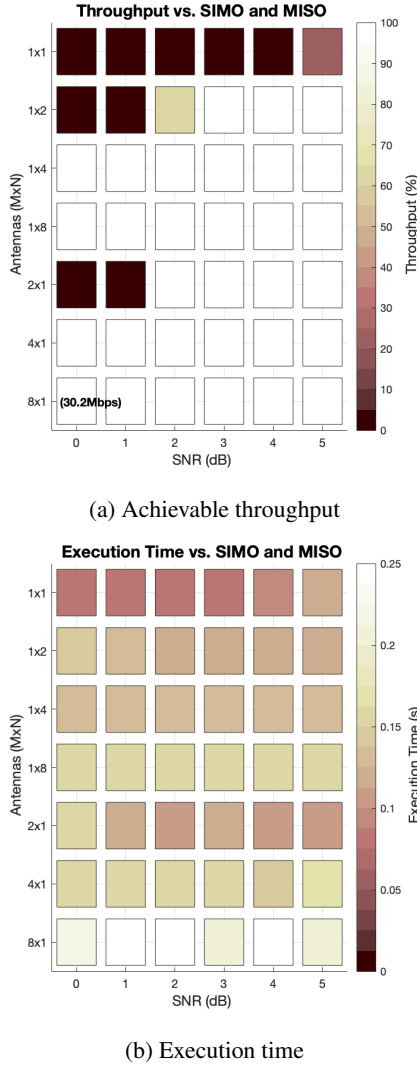 Throughput vs. SIMO and MISO
1x1
1x2
1x4
1x8
2x1
4x1
8x1
Antennas (MxN)
(30.2Mbps)
0 1 2 3 4 5
SNR (dB)
100
90
80
70
60
50
40
30
20
10
0
Throughput (%)
(a) Achievable throughput
Execution Time vs. SIMO and MISO
1x1
1x2
1x4
1x8
2x1
4x1
8x1
Antennas (MxN)
0 1 2 3 4 5
SNR (dB)
0.25
0.2
0.15
0.1
0.05
0
Execution Time (s)
(b) Execution time